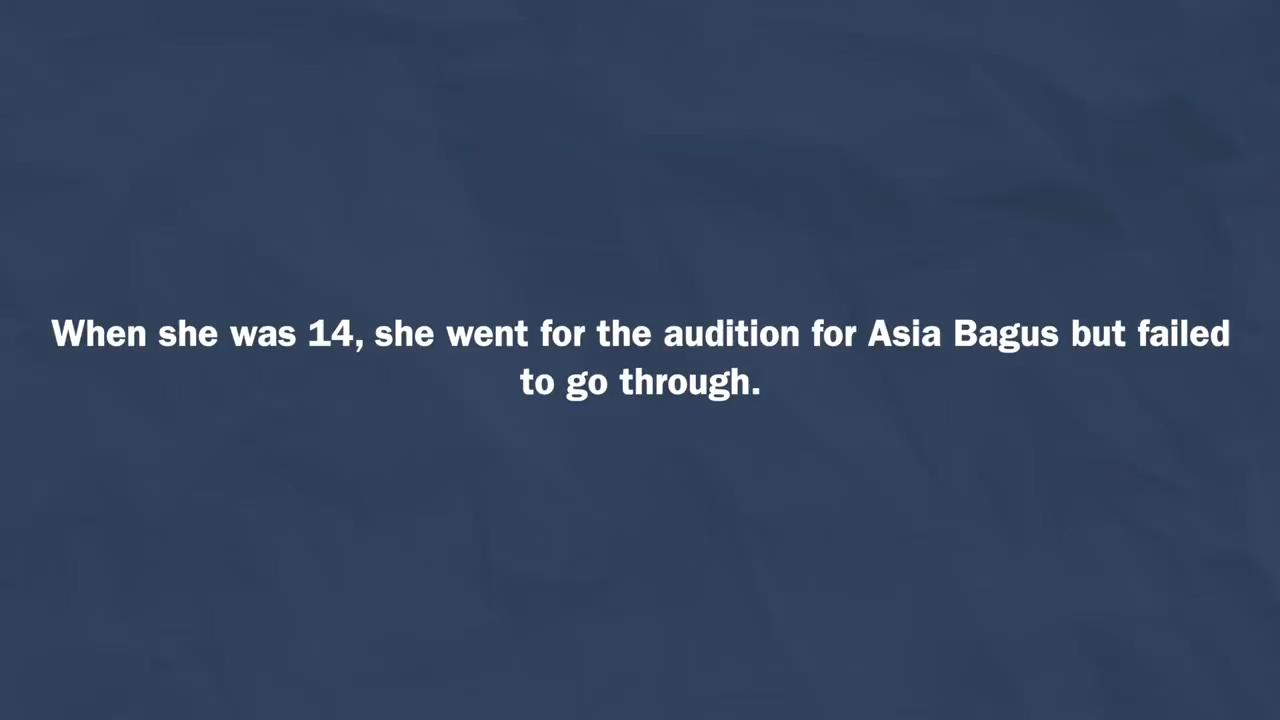 When she was 14, she went for the audition for Asia Bagus but failed
to go through.